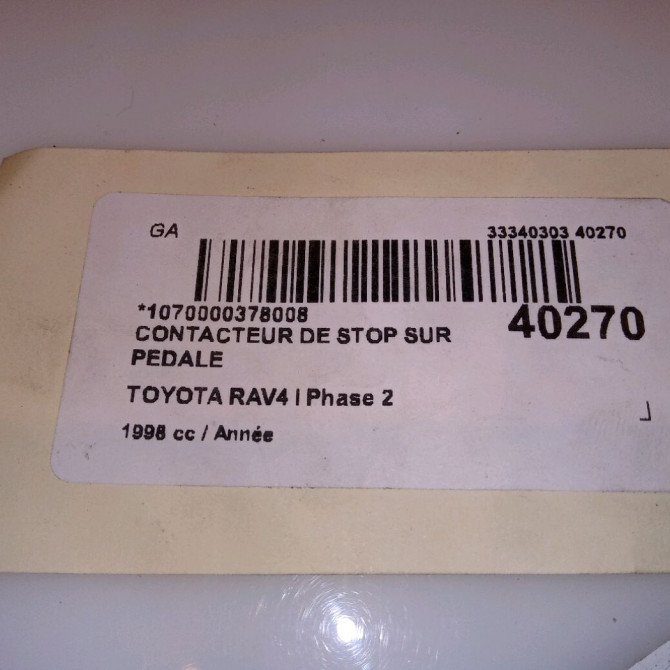 GA
33340303 40270
*1070000378008
40270
CONTACTEUR DE STOP SUR
PEDALE
TOYOTA RAV4 I Phase 2
1998 cc / Année